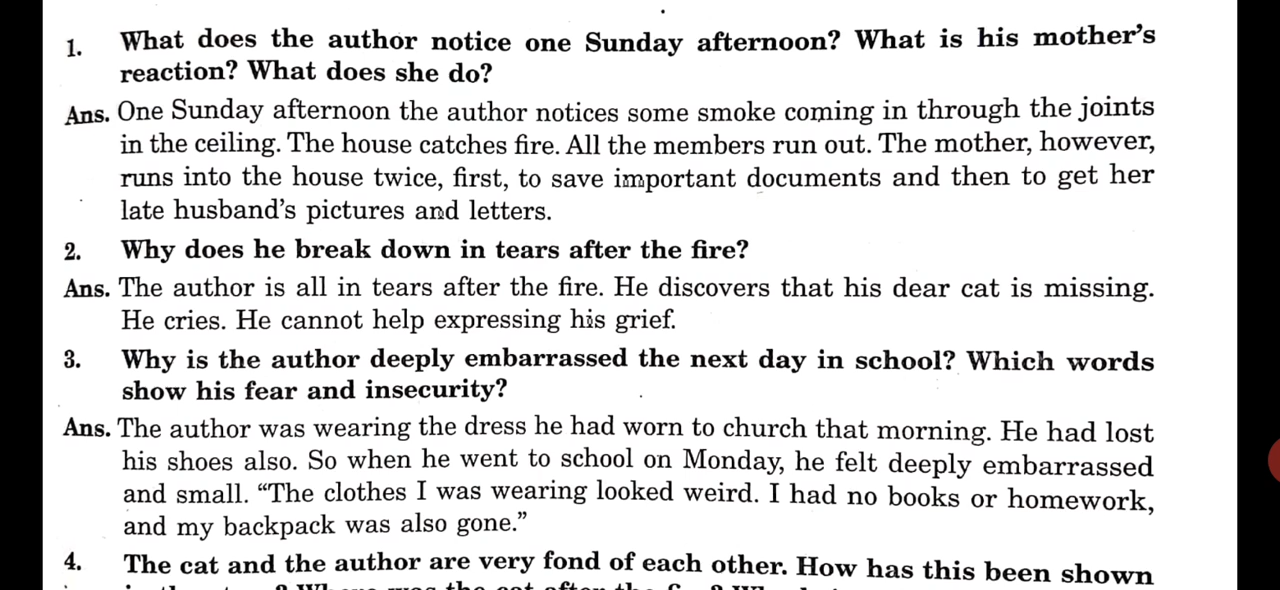 1. What does the author notice one Sunday afternoon? What is his mother's
reaction? What does she do?
Ans. One Sunday afternoon the author notices some smoke coming in through the joints
in the ceiling. The house catches fire. All the members run out. The mother, however,
runs into the house twice, first, to save important documents and then to get her
late husband's pictures and letters.
2. Why does he break down in tears after the fire?
Ans. The author is all in tears after the fire. He discovers that his dear cat is missing.
He cries. He cannot help expressing his grief.
3. Why is the author deeply embarrassed the next day in school? Which words
show his fear and insecurity?
Ans. The author was wearing the dress he had worn to church that morning. He had lost
his shoes also. So when he went to school on Monday, he felt deeply embarrassed
and small. “The clothes I was wearing looked weird. I had no books or homework,
and my backpack was also gone.”
4. The cat and the author are very fond of each other. How has this been shown